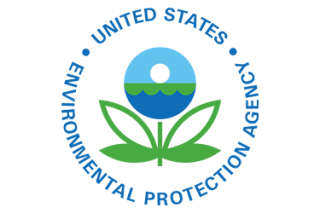 UNITED STATES
ENVIRONMENTAL PROTECTION AGENCY